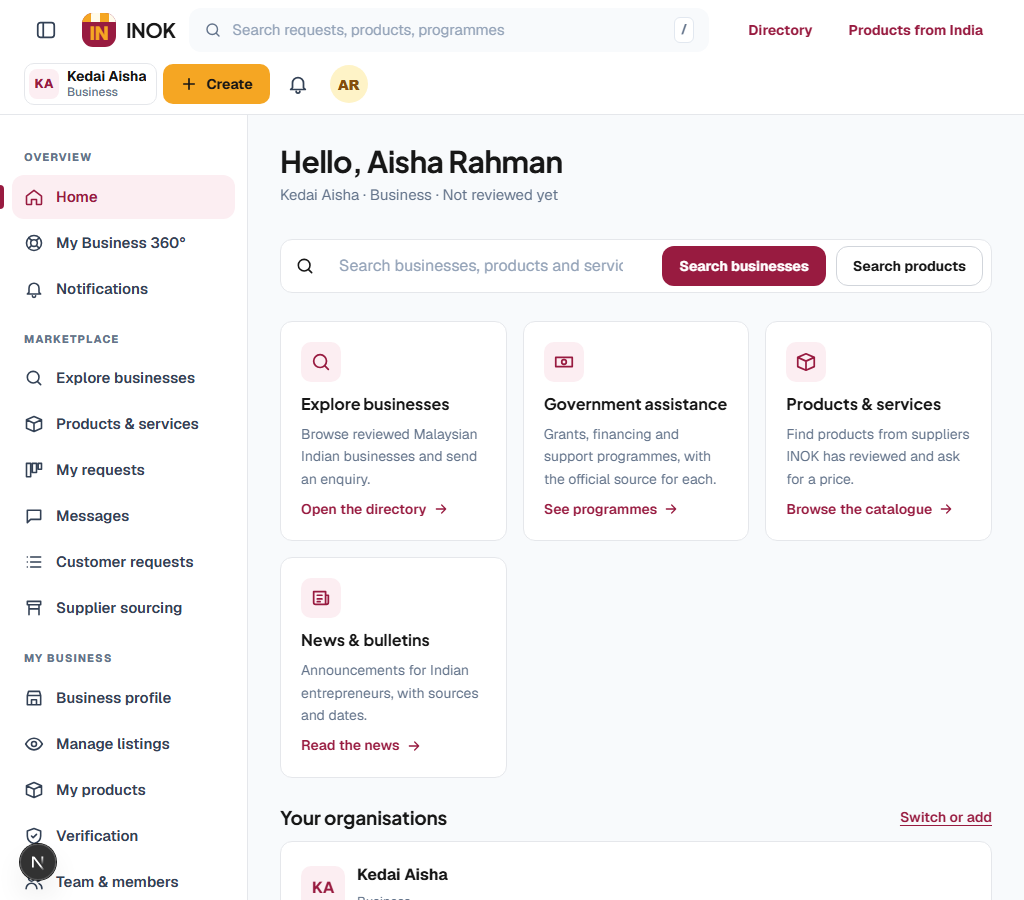 IN INOK
Search requests, products, programmes /
Directory
Products from India
KA Kedai Aisha
Business
+ Create
AR
OVERVIEW
Home
My Business 360°
Notifications
MARKETPLACE
Explore businesses
Products & services
My requests
Messages
Customer requests
Supplier sourcing
MY BUSINESS
Business profile
Manage listings
My products
Verification
N
Team & members
Hello, Aisha Rahman
Kedai Aisha · Business · Not reviewed yet
Search businesses, products and servic
Search businesses
Search products
Explore businesses
Browse reviewed Malaysian
Indian businesses and send
an enquiry.
Open the directory →
Government assistance
Grants, financing and
support programmes, with
the official source for each.
See programmes →
Products & services
Find products from suppliers
INOK has reviewed and ask
for a price.
Browse the catalogue →
News & bulletins
Announcements for Indian
entrepreneurs, with sources
and dates.
Read the news →
Your organisations
Switch or add
KA Kedai Aisha
Business